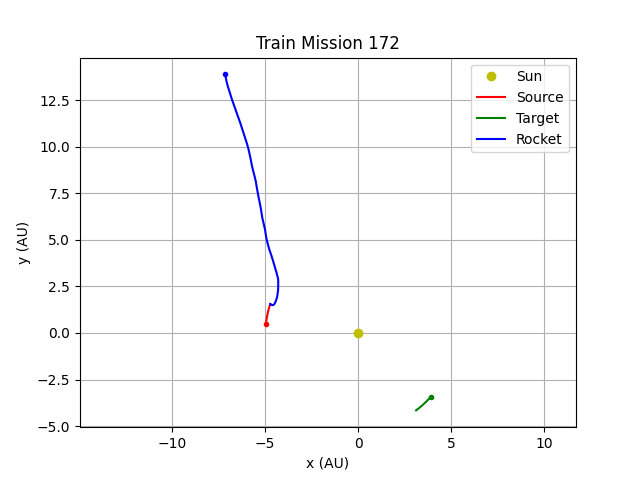 Train Mission 172
Sun
Source
Target
Rocket
12.5
10.0
7.5
5.0
2.5
0.0
−2.5
−5.0
y (AU)
−10
−5
0
5
10
x (AU)